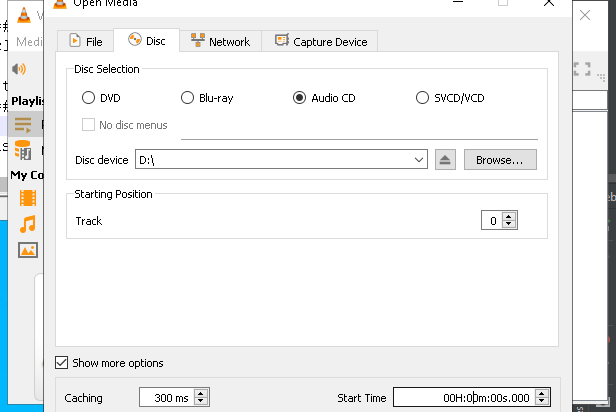 Open Media
Medi
File
Disc
Network
Capture Device
Disc Selection
DVD
Blu-ray
Audio CD
SVCD/VCD
No disc menus
Playlis
Disc device
D:\
Browse...
My Co
Starting Position
Track
0
Show more options
Caching
300 ms
Start Time
00H:00m:00s.000